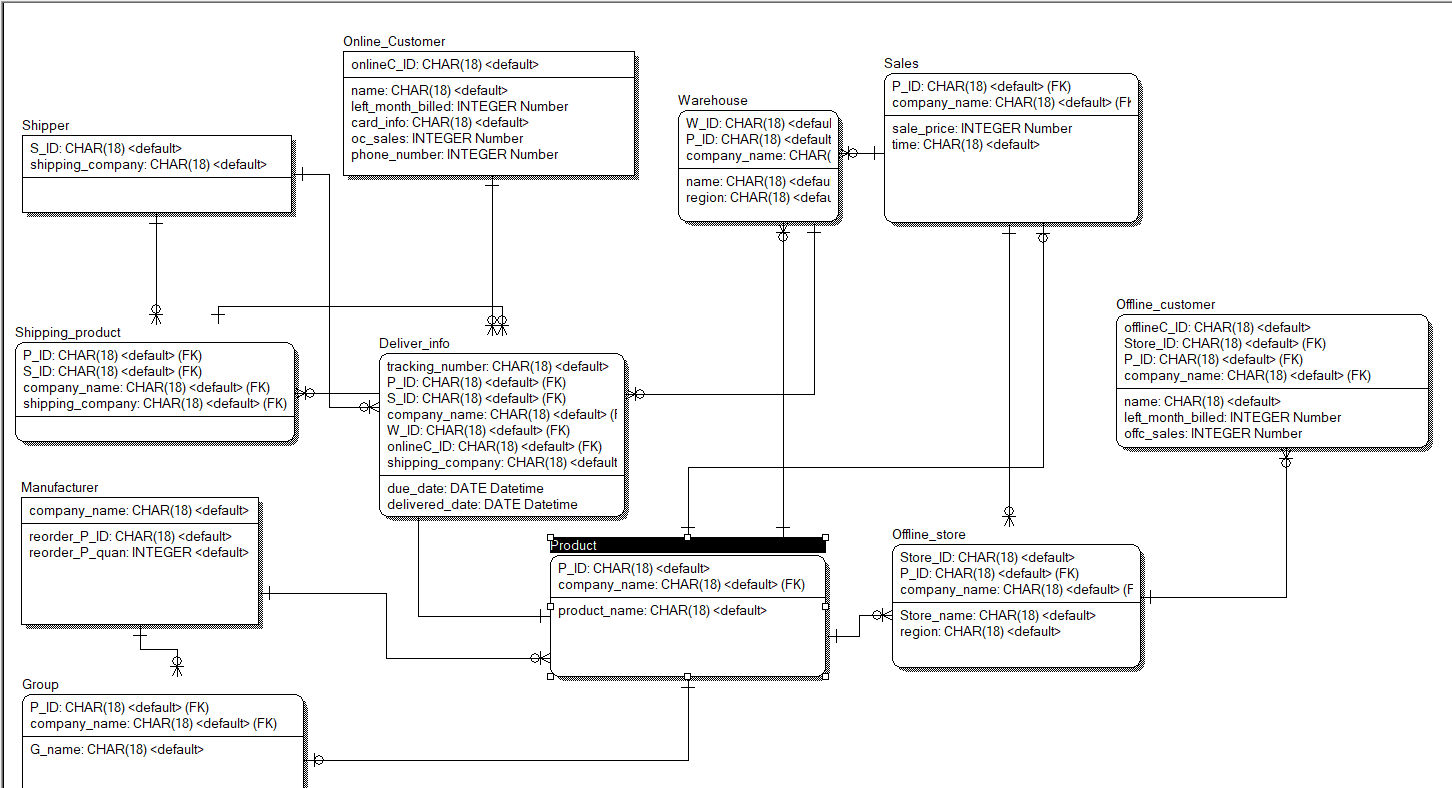 Online_Customer
onlineC_ID: CHAR(18) <default>
name: CHAR(18) <default>
left_month_billed: INTEGER Number
card_info: CHAR(18) <default>
oc_sales: INTEGER Number
phone_number: INTEGER Number
Sales
P_ID: CHAR(18) <default> (FK)
company_name: CHAR(18) <default> (FK
sale_price: INTEGER Number
time: CHAR(18) <default>
Warehouse
W_ID: CHAR(18) <defaul
P_ID: CHAR(18) <default
company_name: CHAR(
name: CHAR(18) <defau
region: CHAR(18) <defau
Shipper
S_ID: CHAR(18) <default>
shipping_company: CHAR(18) <default>
Offline_customer
offlineC_ID: CHAR(18) <default>
Store_ID: CHAR(18) <default> (FK)
P_ID: CHAR(18) <default> (FK)
company_name: CHAR(18) <default> (FK)
name: CHAR(18) <default>
left_month_billed: INTEGER Number
offc_sales: INTEGER Number
Shipping_product
P_ID: CHAR(18) <default> (FK)
S_ID: CHAR(18) <default> (FK)
company_name: CHAR(18) <default> (FK)
shipping_company: CHAR(18) <default> (FK)
Deliver_info
tracking_number: CHAR(18) <default>
P_ID: CHAR(18) <default> (FK)
S_ID: CHAR(18) <default> (FK)
company_name: CHAR(18) <default> (F
W_ID: CHAR(18) <default> (FK)
onlineC_ID: CHAR(18) <default> (FK)
shipping_company: CHAR(18) <default
due_date: DATE Datetime
delivered_date: DATE Datetime
Manufacturer
company_name: CHAR(18) <default>
reorder_P_ID: CHAR(18) <default>
reorder_P_quan: INTEGER <default>
Product
P_ID: CHAR(18) <default>
company_name: CHAR(18) <default> (FK)
product_name: CHAR(18) <default>
Offline_store
Store_ID: CHAR(18) <default>
P_ID: CHAR(18) <default> (FK)
company_name: CHAR(18) <default> (F
Store_name: CHAR(18) <default>
region: CHAR(18) <default>
Group
P_ID: CHAR(18) <default> (FK)
company_name: CHAR(18) <default> (FK)
G_name: CHAR(18) <default>